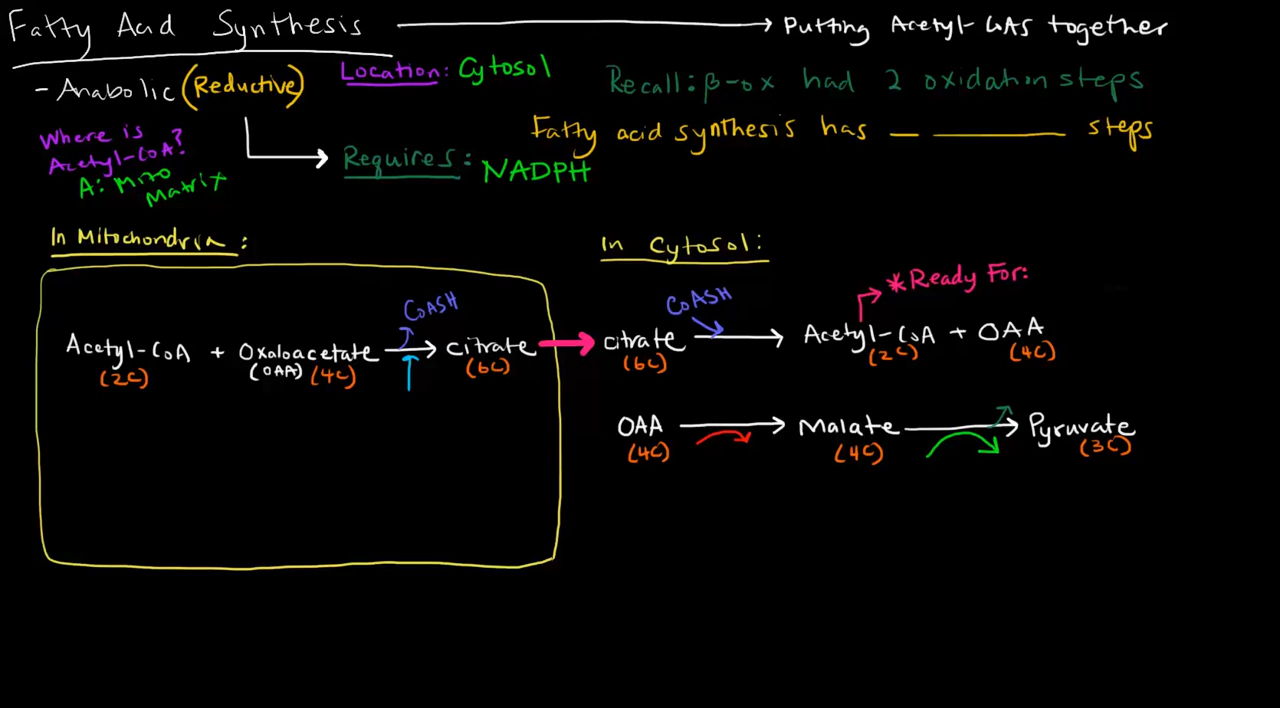 Fatty Acid Synthesis → Putting Acetyl-CoAs together
- Anabolic (Reductive)
Location: Cytosol
Recall: β-ox had 2 oxidation steps
Fatty acid synthesis has _ _____ steps
Where is
Acetyl-CoA?
A: Mito
Matrix
Requires: NADPH
In Mitochondria:
CoASH
Acetyl-CoA + Oxaloacetate → citrate
(2C) (OAA) (4C) (6C)
In Cytosol:
*Ready For:
CoASH
citrate → Acetyl-CoA + OAA
(6C) (2C) (4C)
OAA → Malate → Pyruvate
(4C) (4C) (3C)